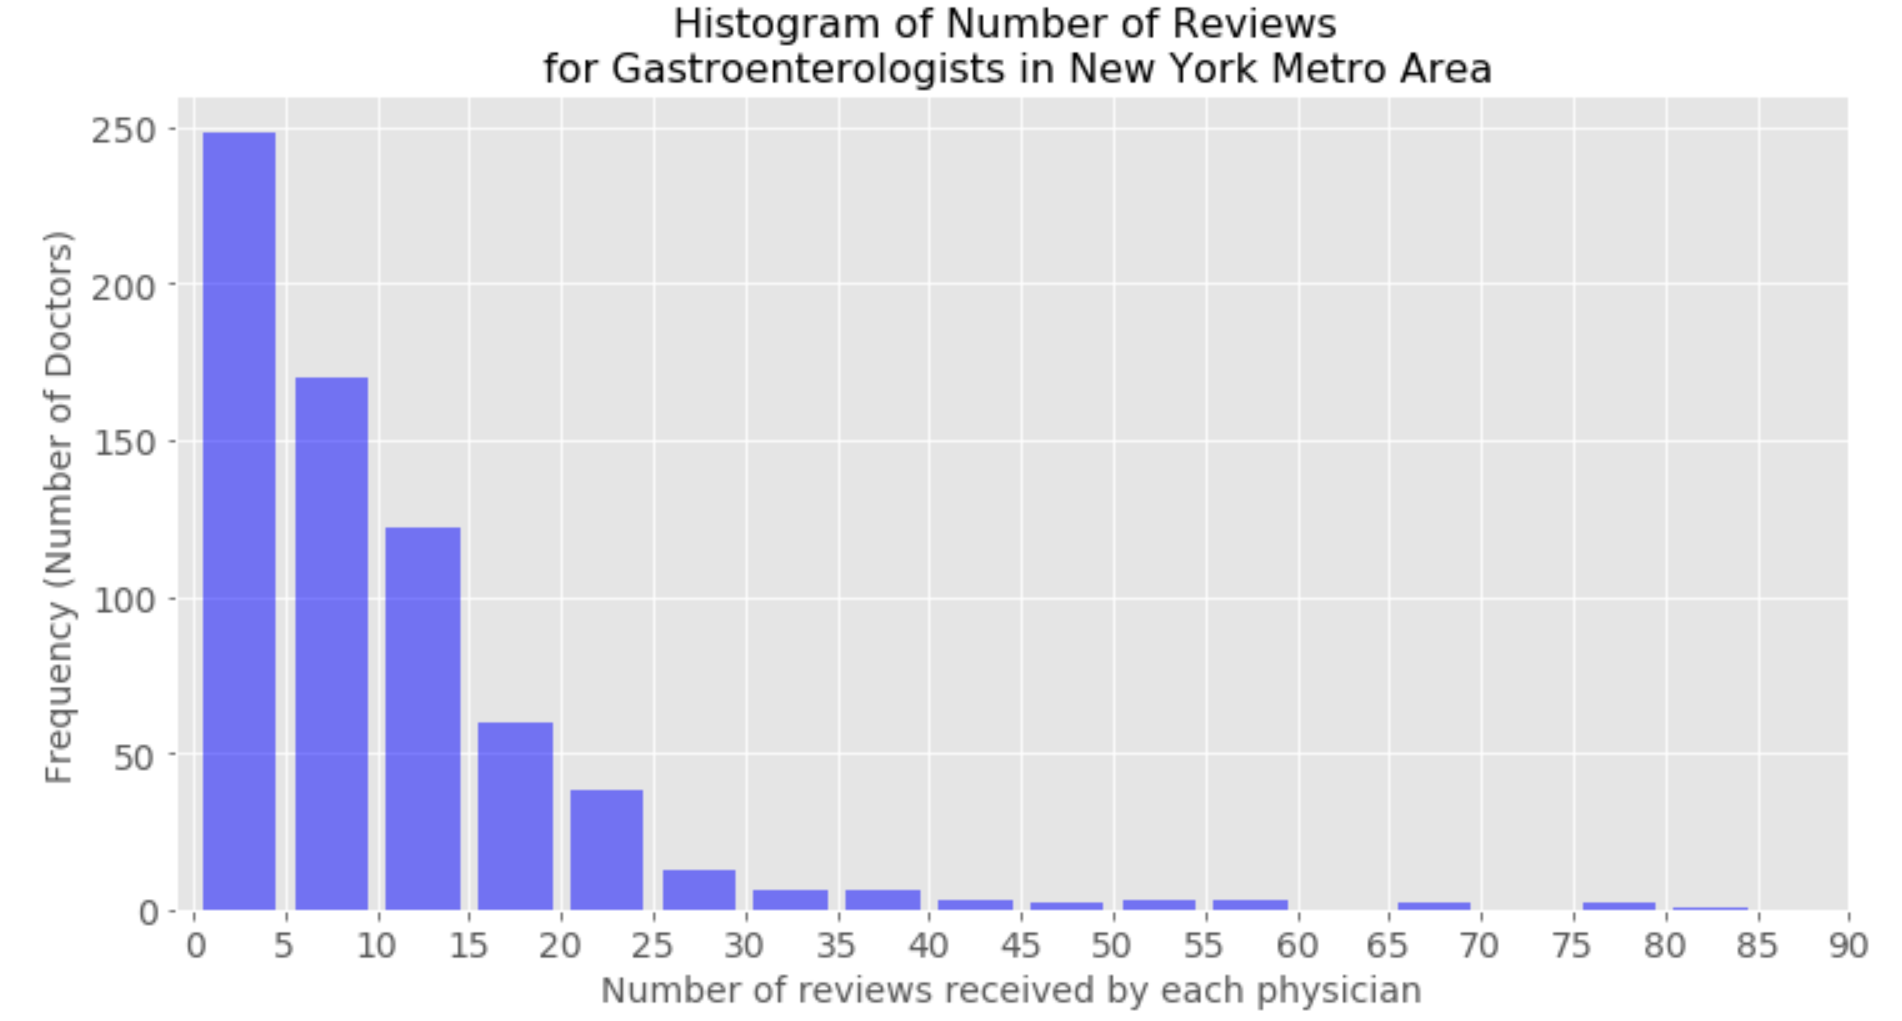 Histogram of Number of Reviews
for Gastroenterologists in New York Metro Area
Frequency (Number of Doctors)
250
200
150
100
50
0
0 5 10 15 20 25 30 35 40 45 50 55 60 65 70 75 80 85 90
Number of reviews received by each physician